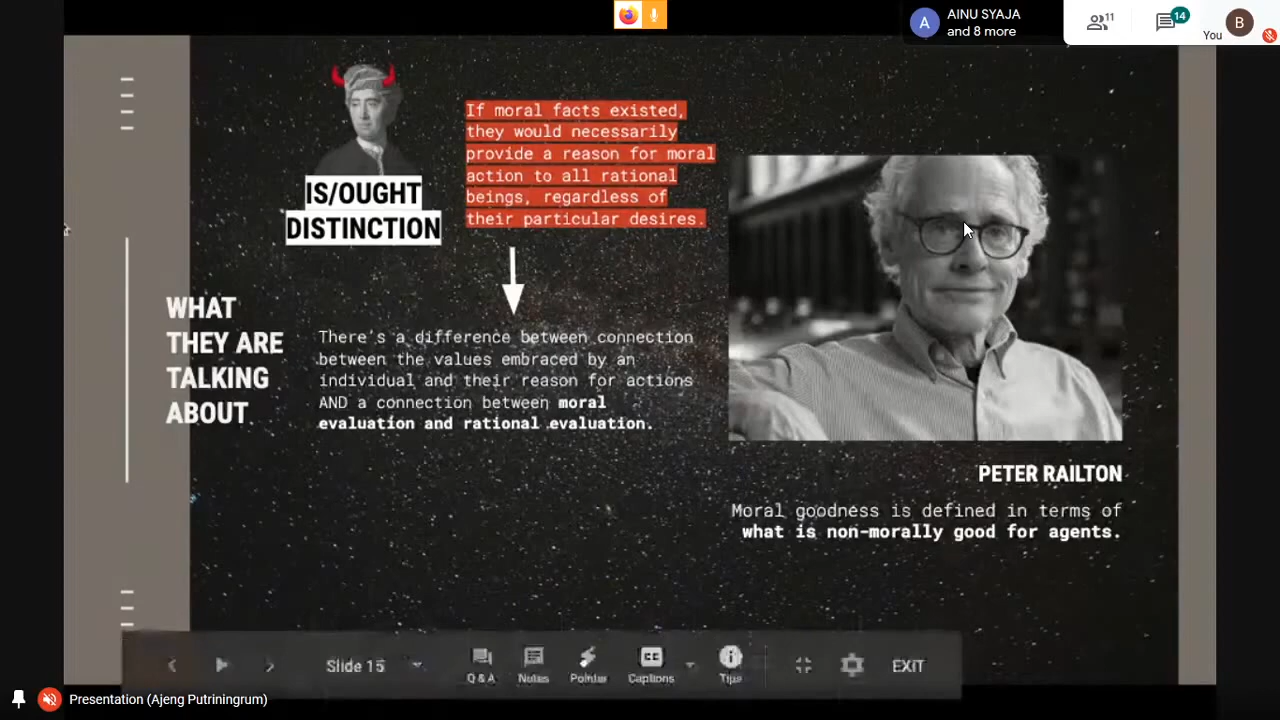 AINU SYAJA
and 8 more
A
11
14
You
B
IS/OUGHT
DISTINCTION
If moral facts existed,
they would necessarily
provide a reason for moral
action to all rational
beings, regardless of
their particular desires.
WHAT
THEY ARE
TALKING
ABOUT
There's a difference between connection
between the values embraced by an
individual and their reason for actions
AND a connection between moral
evaluation and rational evaluation.
PETER RAILTON
Moral goodness is defined in terms of
what is non-morally good for agents.
Slide 15
Q & A
Notes
Pointer
CC
Captions
Tips
EXIT
Presentation (Ajeng Putriningrum)